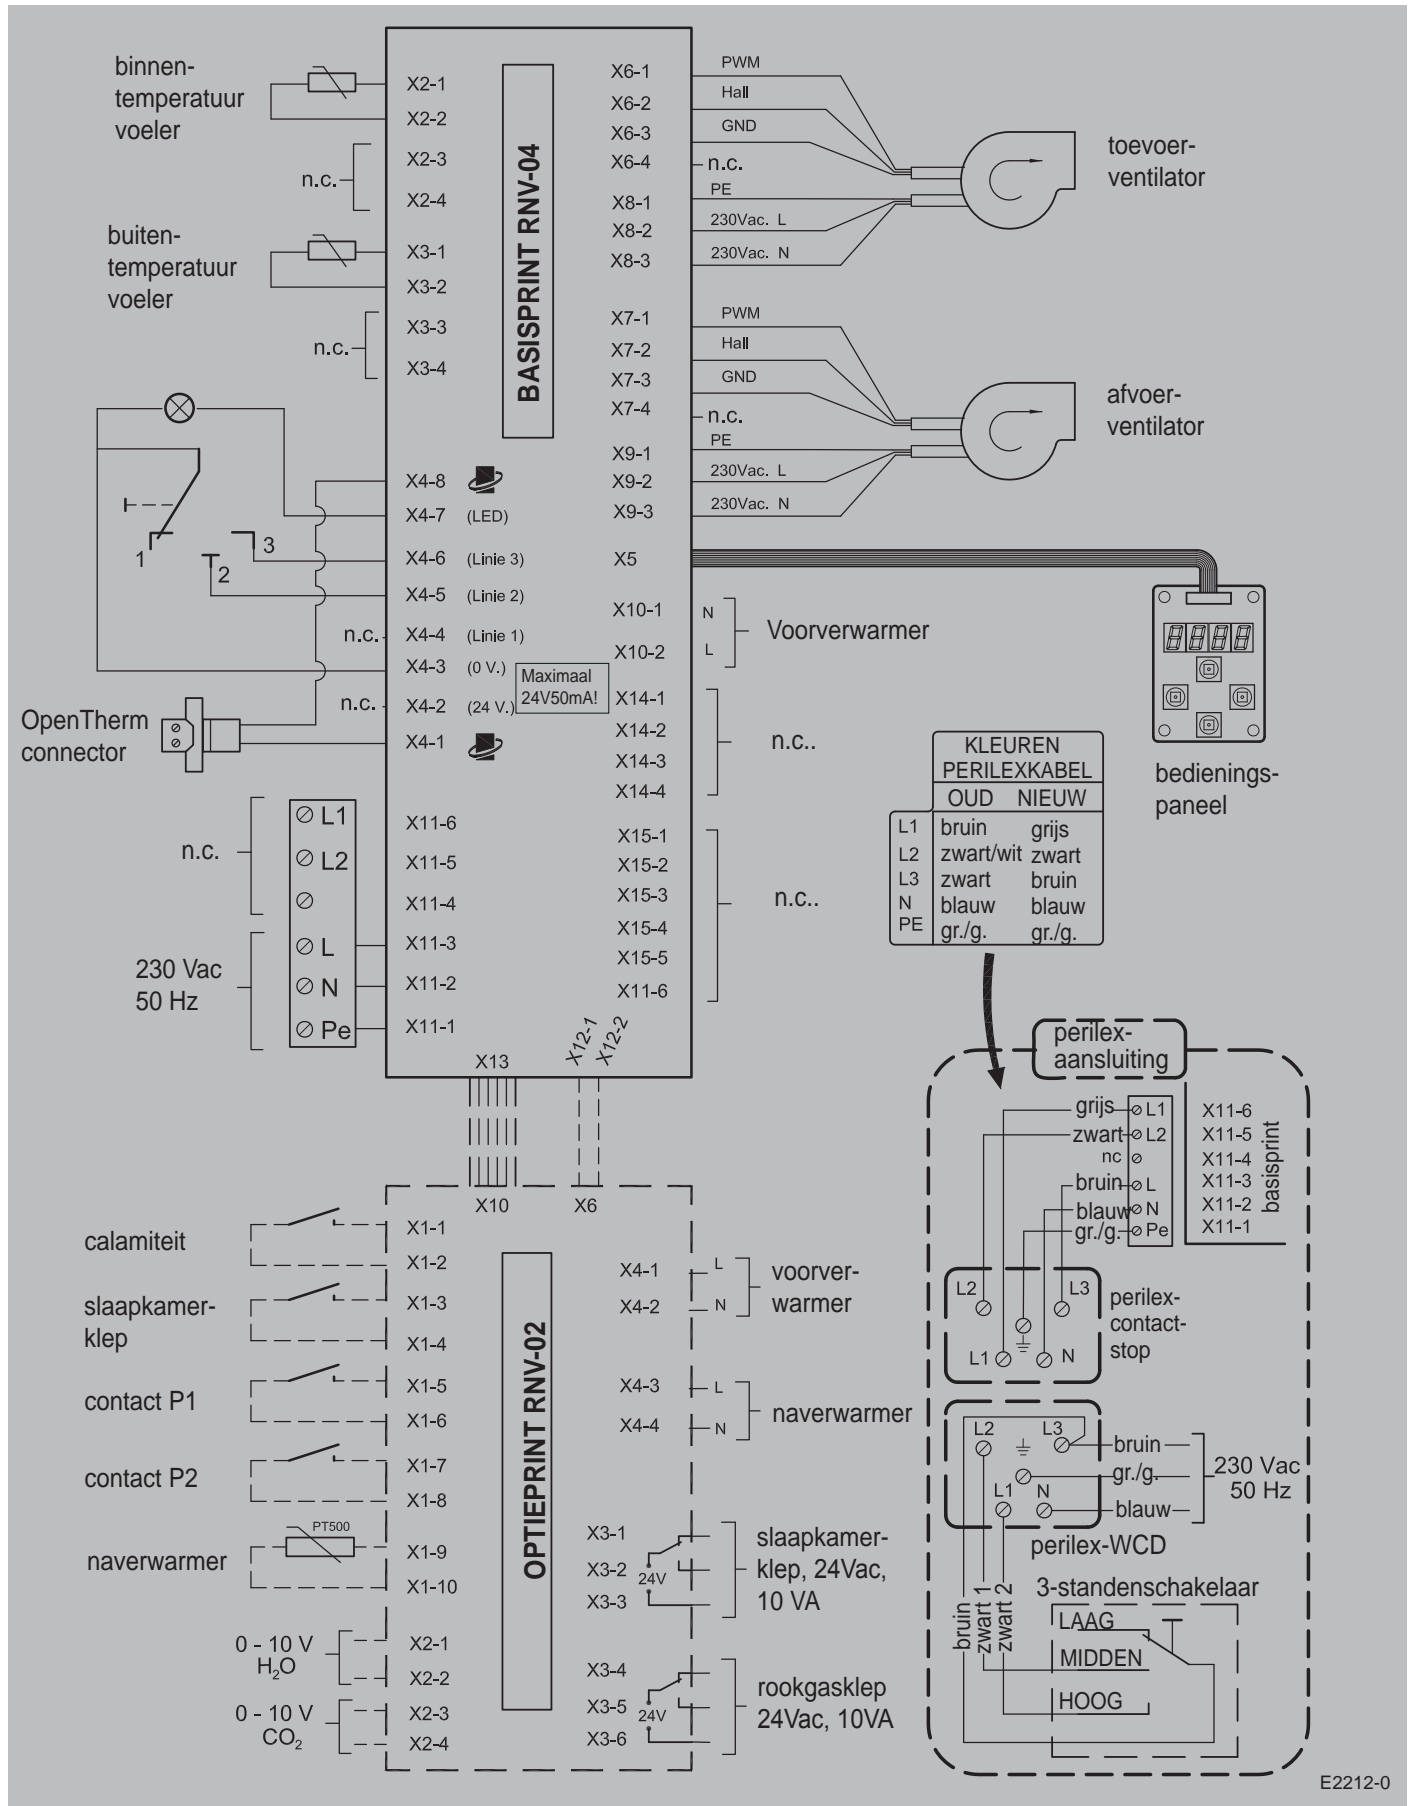 BASISPRINT RNV-04
binnen-
temperatuur
voeler
X2-1
X2-2
X2-3
X2-4
n.c.
buiten-
temperatuur
voeler
X3-1
X3-2
X3-3
X3-4
n.c.
1
2
3
X4-8
X4-7 (LED)
X4-6 (Linie 3)
X4-5 (Linie 2)
n.c. X4-4 (Linie 1)
X4-3 (0 V.)
n.c. X4-2 (24 V.)
X4-1
Maximaal
24V50mA!
OpenTherm
connector
n.c.
L1
L2
L
N
Pe
230 Vac
50 Hz
X11-6
X11-5
X11-4
X11-3
X11-2
X11-1
X6-1 PWM
X6-2 Hall
X6-3 GND
X6-4 n.c.
X8-1 PE
X8-2 230Vac. L
X8-3 230Vac. N
toevoer-
ventilator
X7-1 PWM
X7-2 Hall
X7-3 GND
X7-4 n.c.
X9-1 PE
X9-2 230Vac. L
X9-3 230Vac. N
afvoer-
ventilator
X5
bedienings-
paneel
X10-1 N
X10-2 L
Voorverwarmer
X14-1
X14-2
X14-3
X14-4
n.c..
X15-1
X15-2
X15-3
X15-4
X15-5
X11-6
n.c..
X13
X12-1
X12-2
KLEUREN
PERILEXKABEL
OUD NIEUW
L1 bruin grijs
L2 zwart/wit zwart
L3 zwart bruin
N blauw blauw
PE gr./g. gr./g.
perilex-
aansluiting
grijs L1 X11-6
zwart L2 X11-5
nc X11-4
bruin L X11-3
blauw N X11-2
gr./g. Pe X11-1
basisprint
L2
L3
L1
N
perilex-
contact-
stop
L2
L3
L1
N
bruin
gr./g.
blauw
230 Vac
50 Hz
perilex-WCD
bruin
zwart 1
zwart 2
3-standenschakelaar
LAAG
MIDDEN
HOOG
X10
X6
OPTIEPRINT RNV-02
calamiteit
X1-1
X1-2
slaapkamer-
klep
X1-3
X1-4
contact P1
X1-5
X1-6
contact P2
X1-7
X1-8
naverwarmer
PT500
X1-9
X1-10
0 - 10 V
H₂O
X2-1
X2-2
0 - 10 V
CO₂
X2-3
X2-4
X4-1 L
X4-2 N
voorver-
warmer
X4-3 L
X4-4 N
naverwarmer
X3-1
X3-2
X3-3
24V
slaapkamer-
klep, 24Vac,
10 VA
X3-4
X3-5
X3-6
24V
rookgasklep
24Vac, 10VA
E2212-0